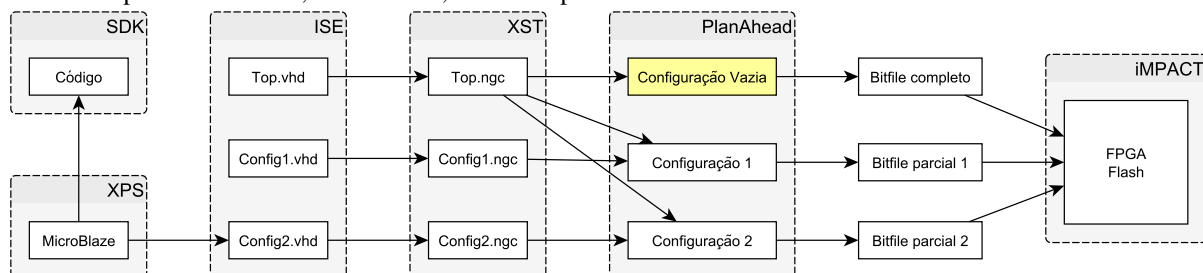 SDK
ISE
XST
PlanAhead
iMPACT
Código
Top.vhd
Top.ngc
Configuração Vazia
Bitfile completo
Config1.vhd
Config1.ngc
Configuração 1
Bitfile parcial 1
FPGA
Flash
XPS
MicroBlaze
Config2.vhd
Config2.ngc
Configuração 2
Bitfile parcial 2